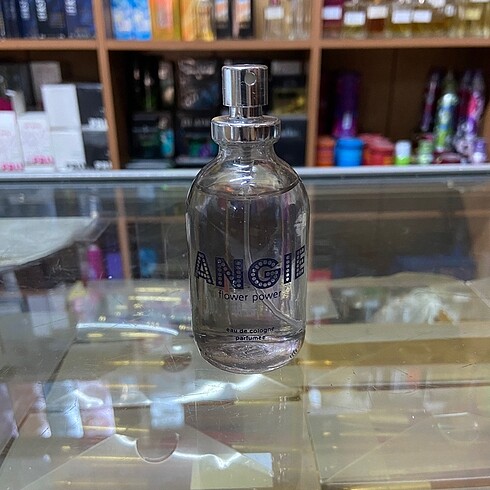 ANGIE
flower power
eau de cologne
parfumée